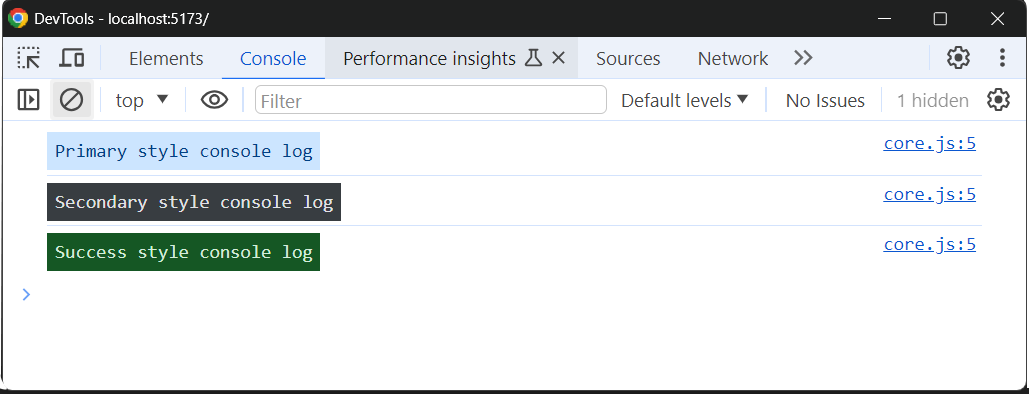 DevTools - localhost:5173/
Elements Console Performance insights Sources Network
top Filter Default levels No Issues 1 hidden
Primary style console log core.js:5
Secondary style console log core.js:5
Success style console log core.js:5